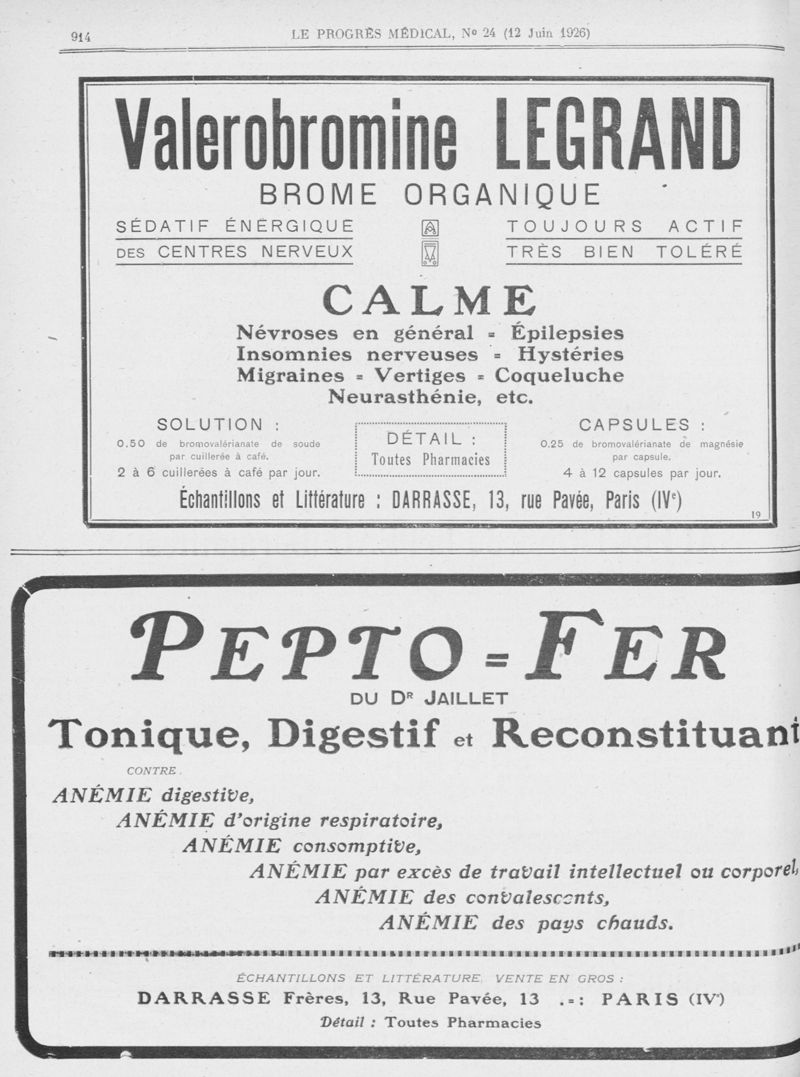 914
LE PROGRÈS MÉDICAL, No 24 (12 Juin 1926)
Valerobromine LEGRAND
BROME ORGANIQUE
SÉDATIF ÉNERGIQUE
DES CENTRES NERVEUX
TOUJOURS ACTIF
TRÈS BIEN TOLÉRÉ
CALME
Névroses en général = Épilepsies
Insomnies nerveuses = Hystéries
Migraines = Vertiges = Coqueluche
Neurasthénie, etc.
SOLUTION :
0,50 de bromovalérianate de soude
par cuillerée à café.
2 à 6 cuillerées à café par jour.
DÉTAIL :
Toutes Pharmacies
CAPSULES :
0,25 de bromovalérianate de magnésie
par capsule.
4 à 12 capsules par jour.
Échantillons et Littérature : DARRASSE, 13, rue Pavée, Paris (IVe)
19
PEPTO=FER
DU DR JAILLET
Tonique, Digestif et Reconstituant
CONTRE.
ANÉMIE digestive,
ANÉMIE d'origine respiratoire,
ANÉMIE consomptive,
ANÉMIE par excès de travail intellectuel ou corporel,
ANÉMIE des convalescents,
ANÉMIE des pays chauds.
ÉCHANTILLONS ET LITTÉRATURE. VENTE EN GROS :
DARRASSE Frères, 13, Rue Pavée, 13 .=: PARIS (IVe)
Détail : Toutes Pharmacies